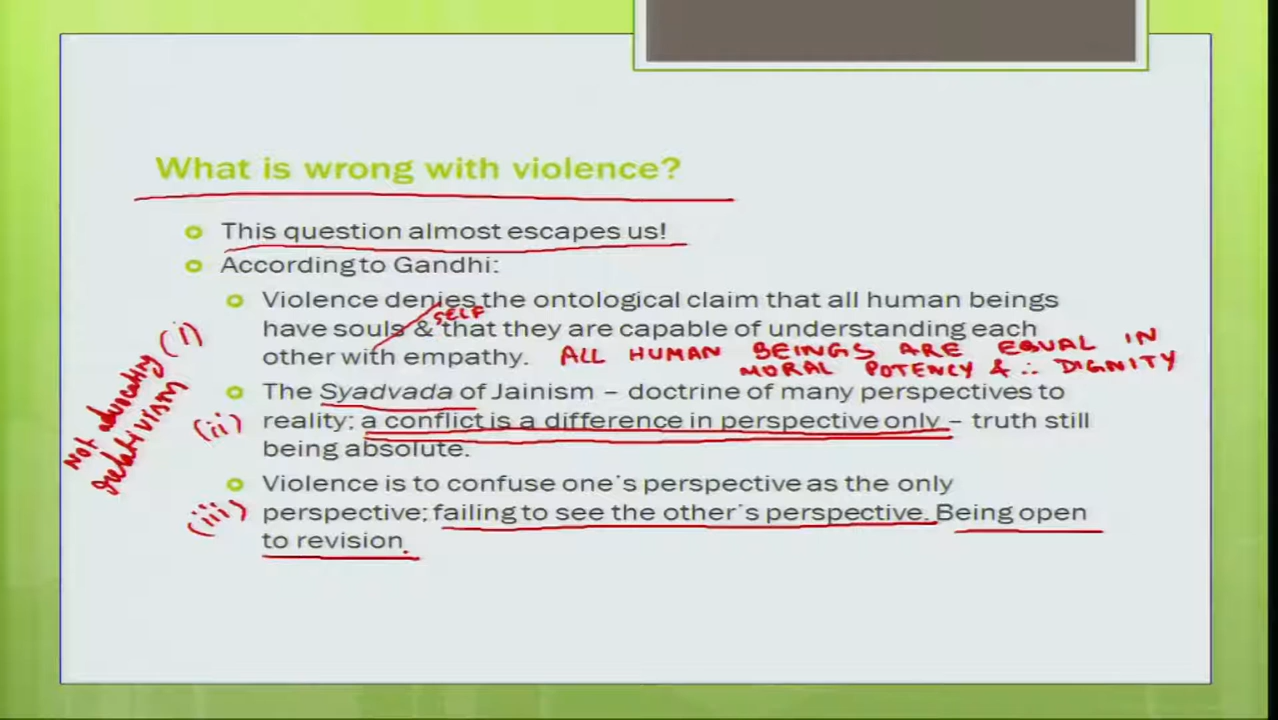 What is wrong with violence?
This question almost escapes us!
According to Gandhi:
Violence denies the ontological claim that all human beings
SELF
have souls & that they are capable of understanding each
other with empathy. ALL HUMAN BEINGS ARE EQUAL IN
MORAL POTENCY & ∴ DIGNITY
(i)
The Syadvada of Jainism – doctrine of many perspectives to
(ii) reality; a conflict is a difference in perspective only – truth still
being absolute.
Not advocating
relativism
Violence is to confuse one's perspective as the only
(iii) perspective; failing to see the other's perspective. Being open
to revision.